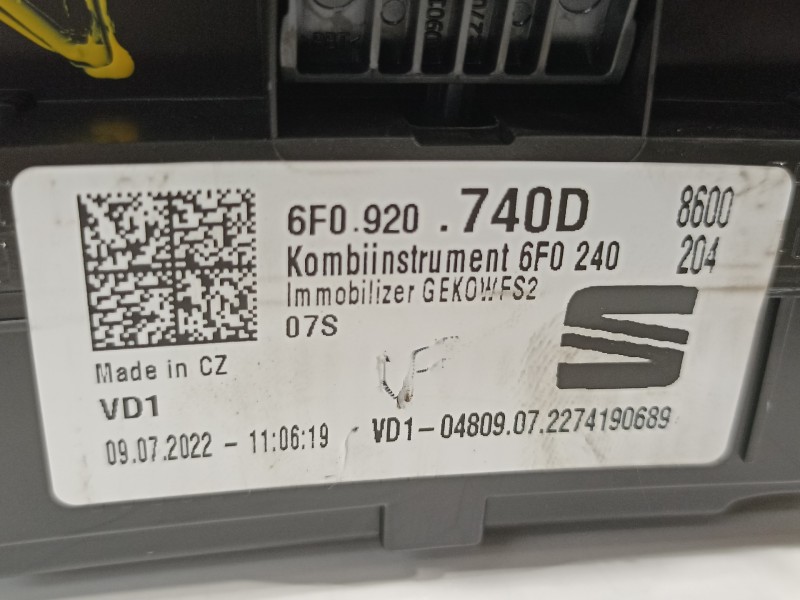 6F0.920 .740D 8600
Kombiinstrument 6F0 240 204
Immobilizer GEKOWFS2
07S
Made in CZ
VD1
09.07.2022 - 11:06:19 VD1-04809.07.2274190689